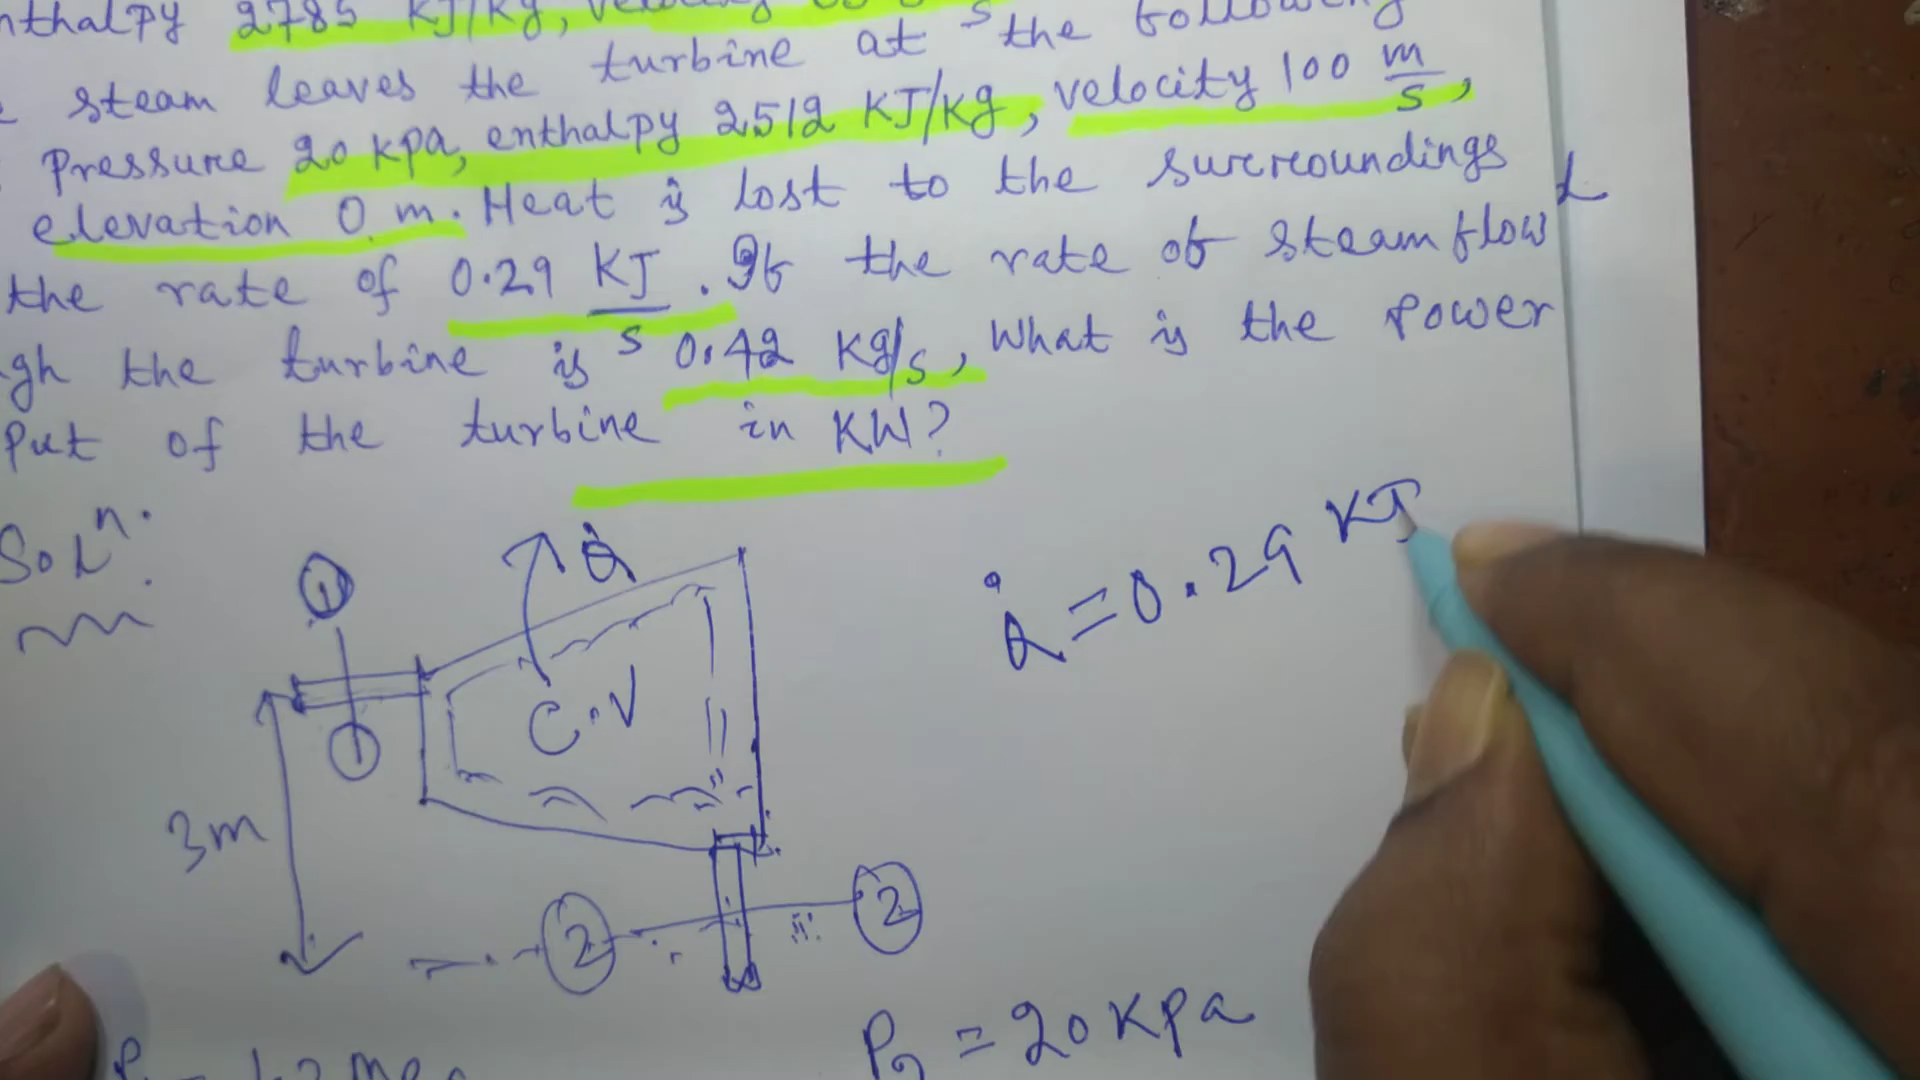 nthalpy 2785 KJ/Kg,
steam leaves the turbine at the following
Pressure 20 kpa, enthalpy 2512 KJ/Kg, velocity 100 m/s,
elevation 0 m. Heat is lost to the surroundings
the rate of 0.29 KJ/s. If the rate of steam flow
gh the turbine is 0.42 Kg/s, What is the Power
Put of the turbine in KW?
Solⁿ:
1
Q̇
Q̇ = 0.29 KJ
C.V
1
3m
2
2
P₂ = 20 Kpa